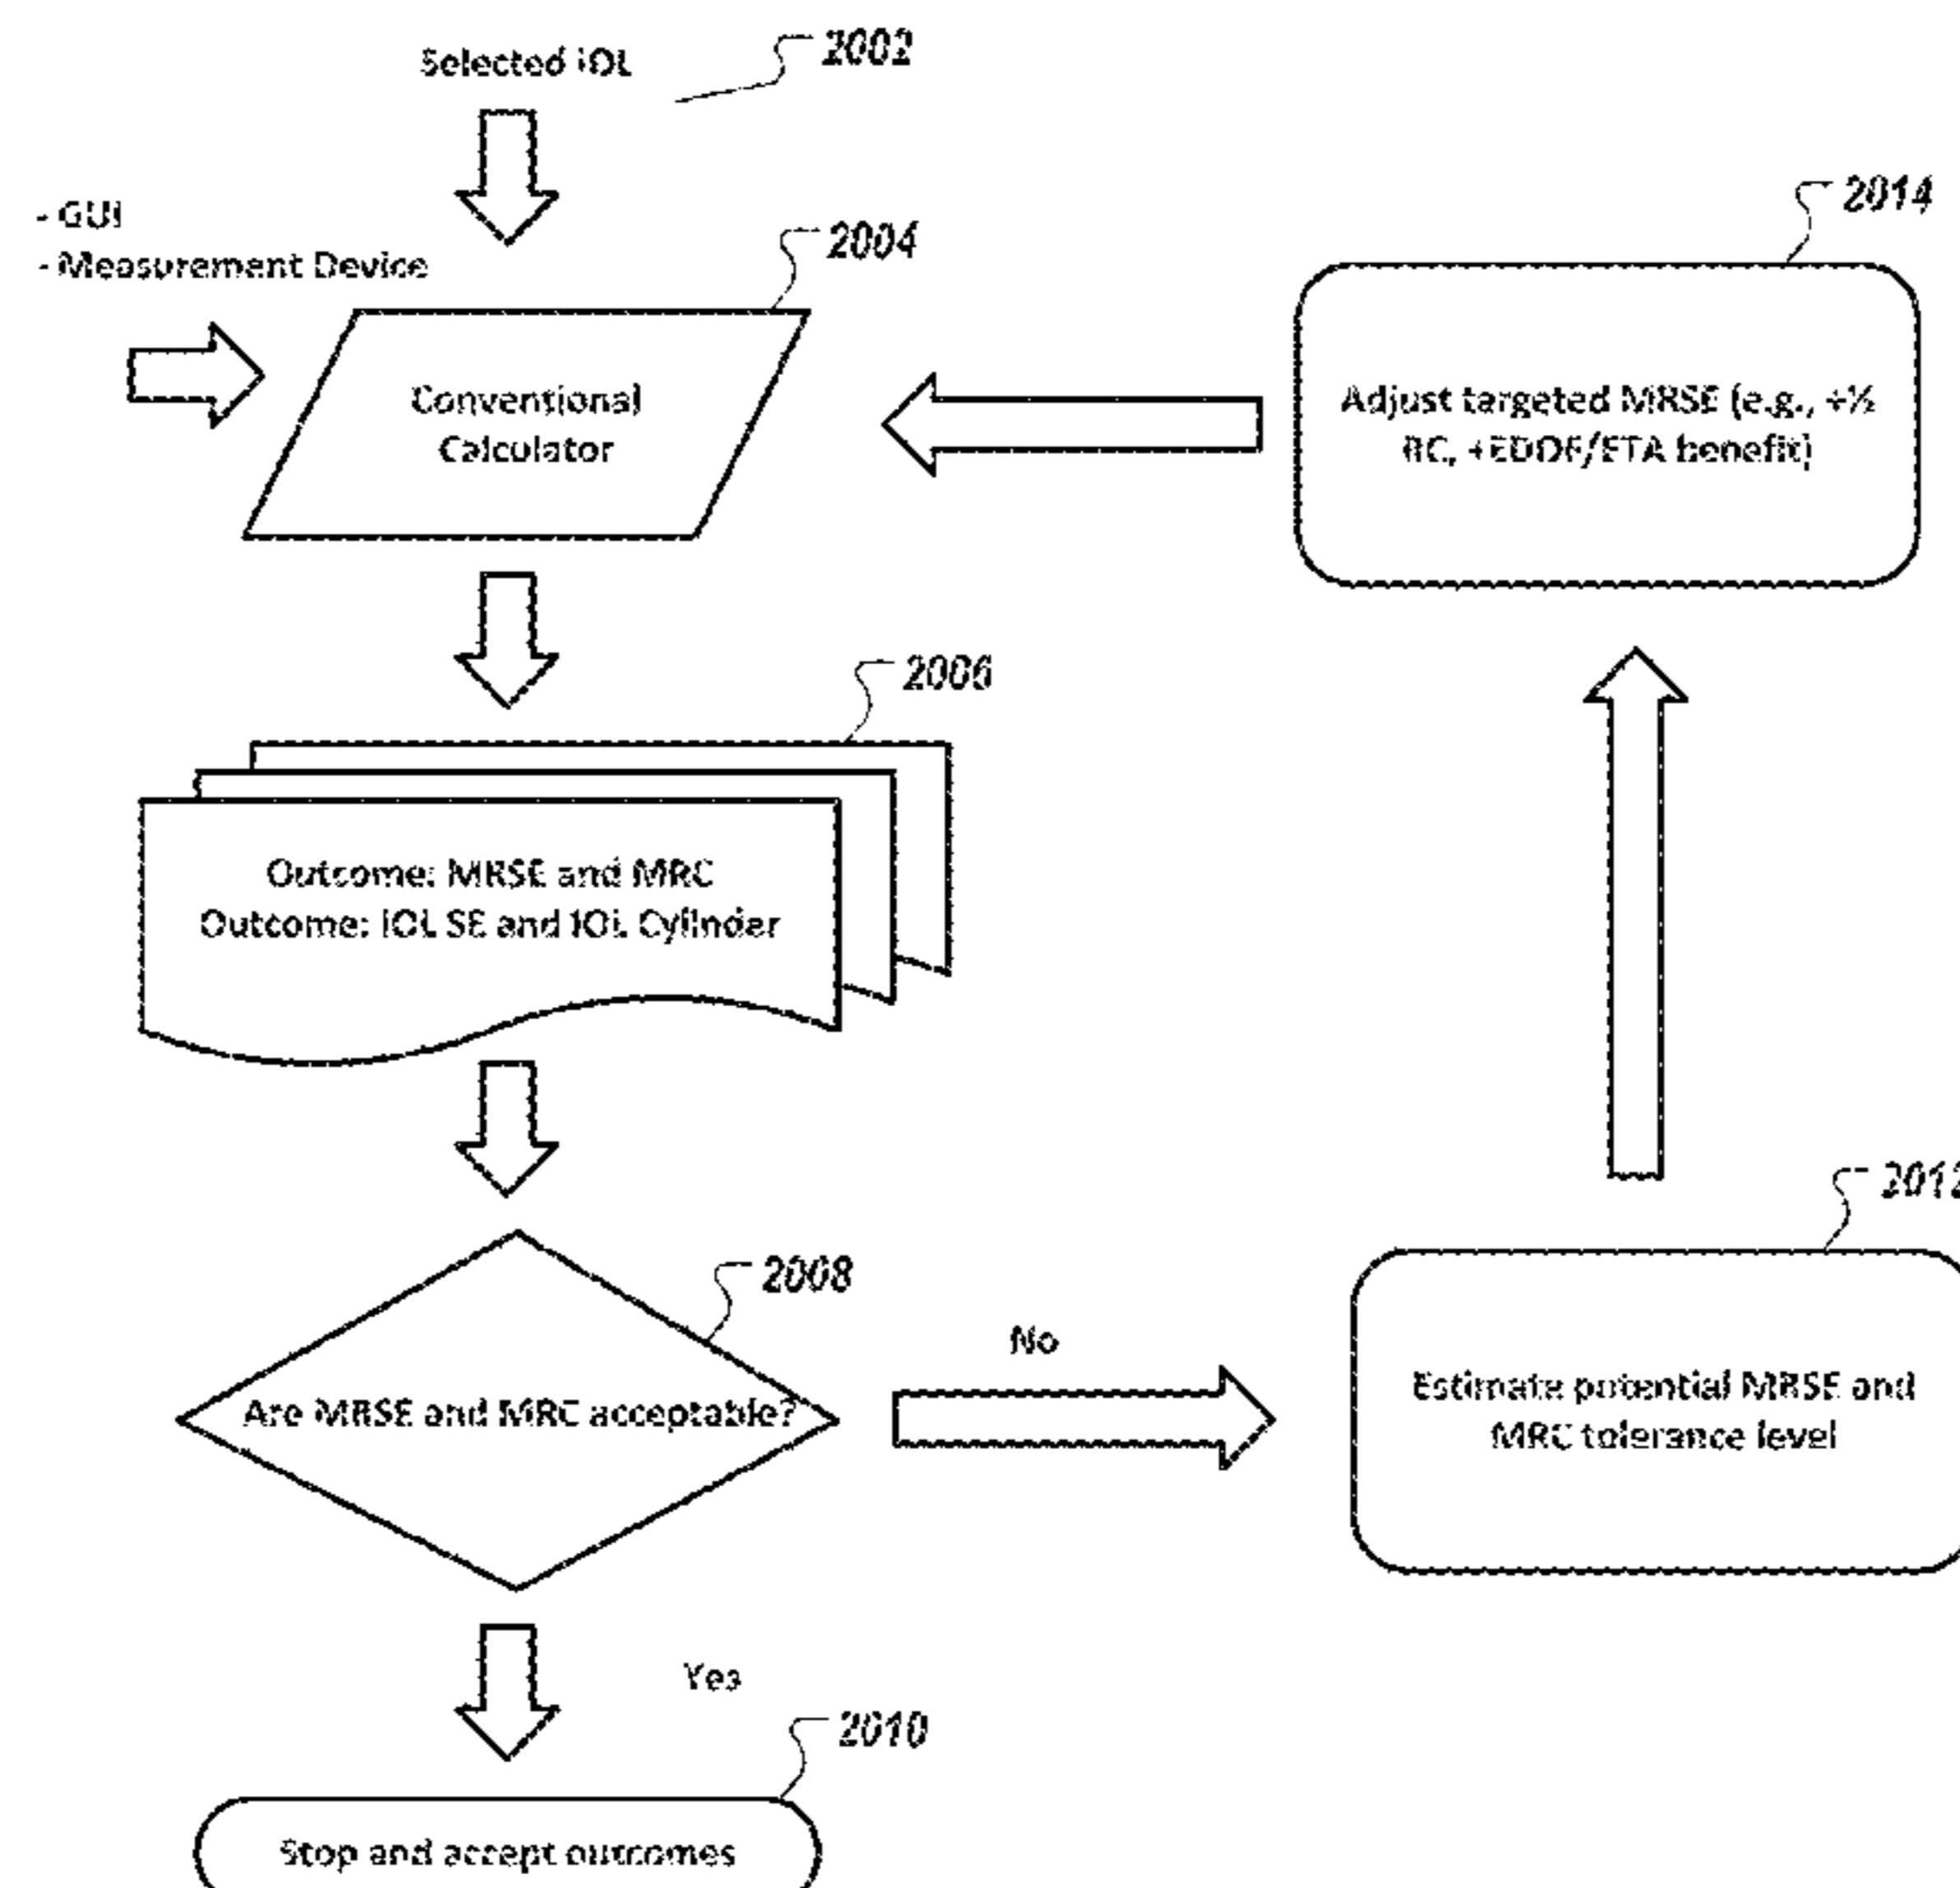 Selected IOL
2002
- GUI
- Measurement Device
2004
Conventional
Calculator
2014
Adjust targeted MRSE (e.g., +½
RC, +EDOF/ETA benefit)
2006
Outcome: MRSE and MRC
Outcome: IOL SE and IOL Cylinder
2008
Are MRSE and MRC acceptable?
No
2012
Estimate potential MRSE and
MRC tolerance level
Yes
2010
Stop and accept outcomes